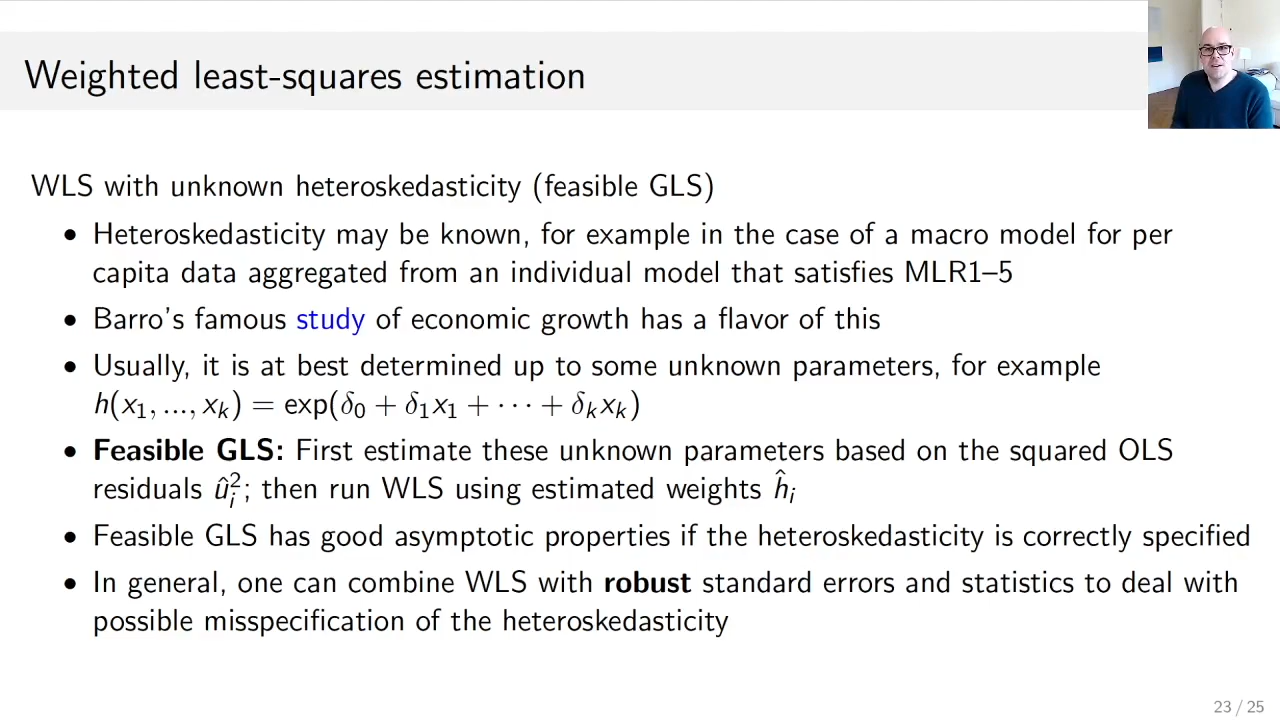 Weighted least-squares estimation
WLS with unknown heteroskedasticity (feasible GLS)
• Heteroskedasticity may be known, for example in the case of a macro model for per
capita data aggregated from an individual model that satisfies MLR1–5
• Barro's famous study of economic growth has a flavor of this
• Usually, it is at best determined up to some unknown parameters, for example
h(x₁, ..., xₖ) = exp(δ₀ + δ₁x₁ + ⋯ + δₖxₖ)
• Feasible GLS: First estimate these unknown parameters based on the squared OLS
residuals û²ᵢ; then run WLS using estimated weights ĥᵢ
• Feasible GLS has good asymptotic properties if the heteroskedasticity is correctly specified
• In general, one can combine WLS with robust standard errors and statistics to deal with
possible misspecification of the heteroskedasticity
23 / 25